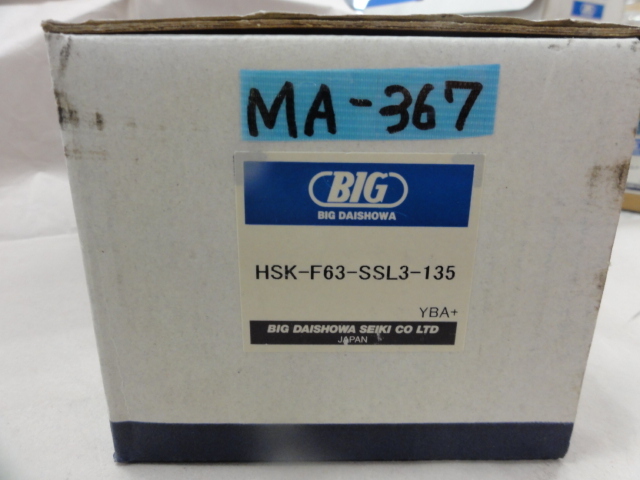 MA-367
BIG
BIG DAISHOWA
HSK-F63-SSL3-135
YBA+
BIG DAISHOWA SEIKI CO LTD
JAPAN